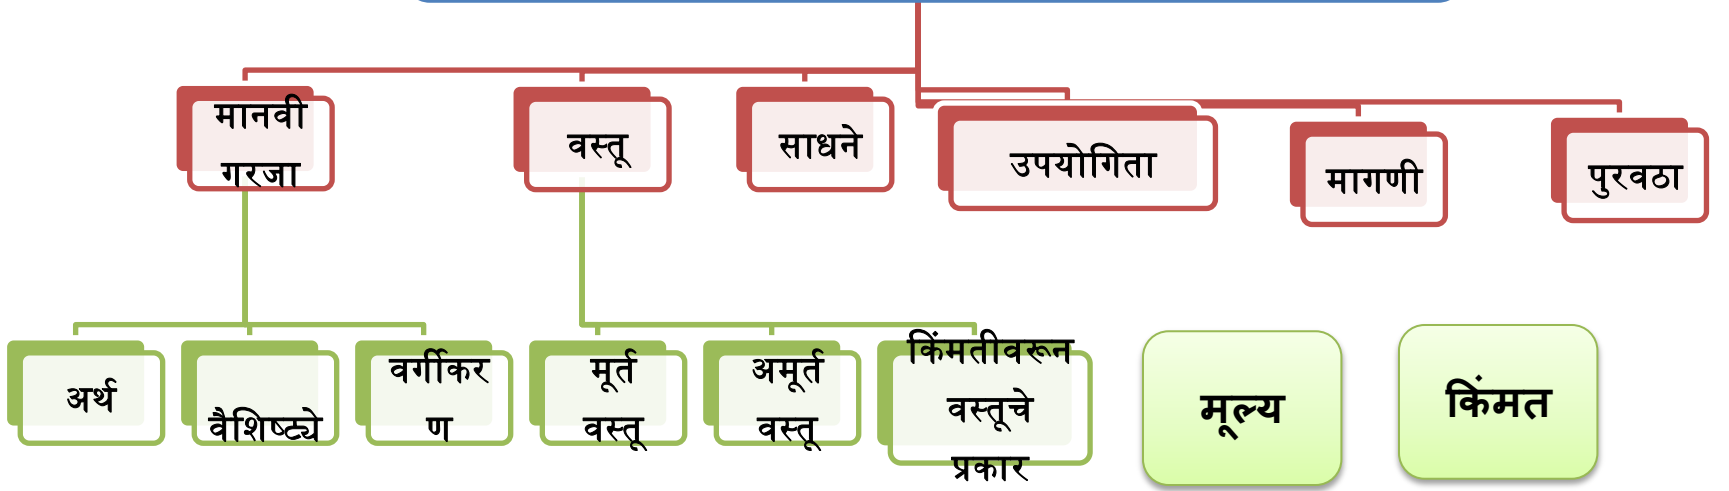 मानवी
गरजा
वस्तू
साधने
उपयोगिता
मागणी
पुरवठा
अर्थ
वैशिष्ट्ये
वर्गीकर
ण
मूर्त
वस्तू
अमूर्त
वस्तू
किंमतीवरून
वस्तूचे
प्रकार
मूल्य
किंमत